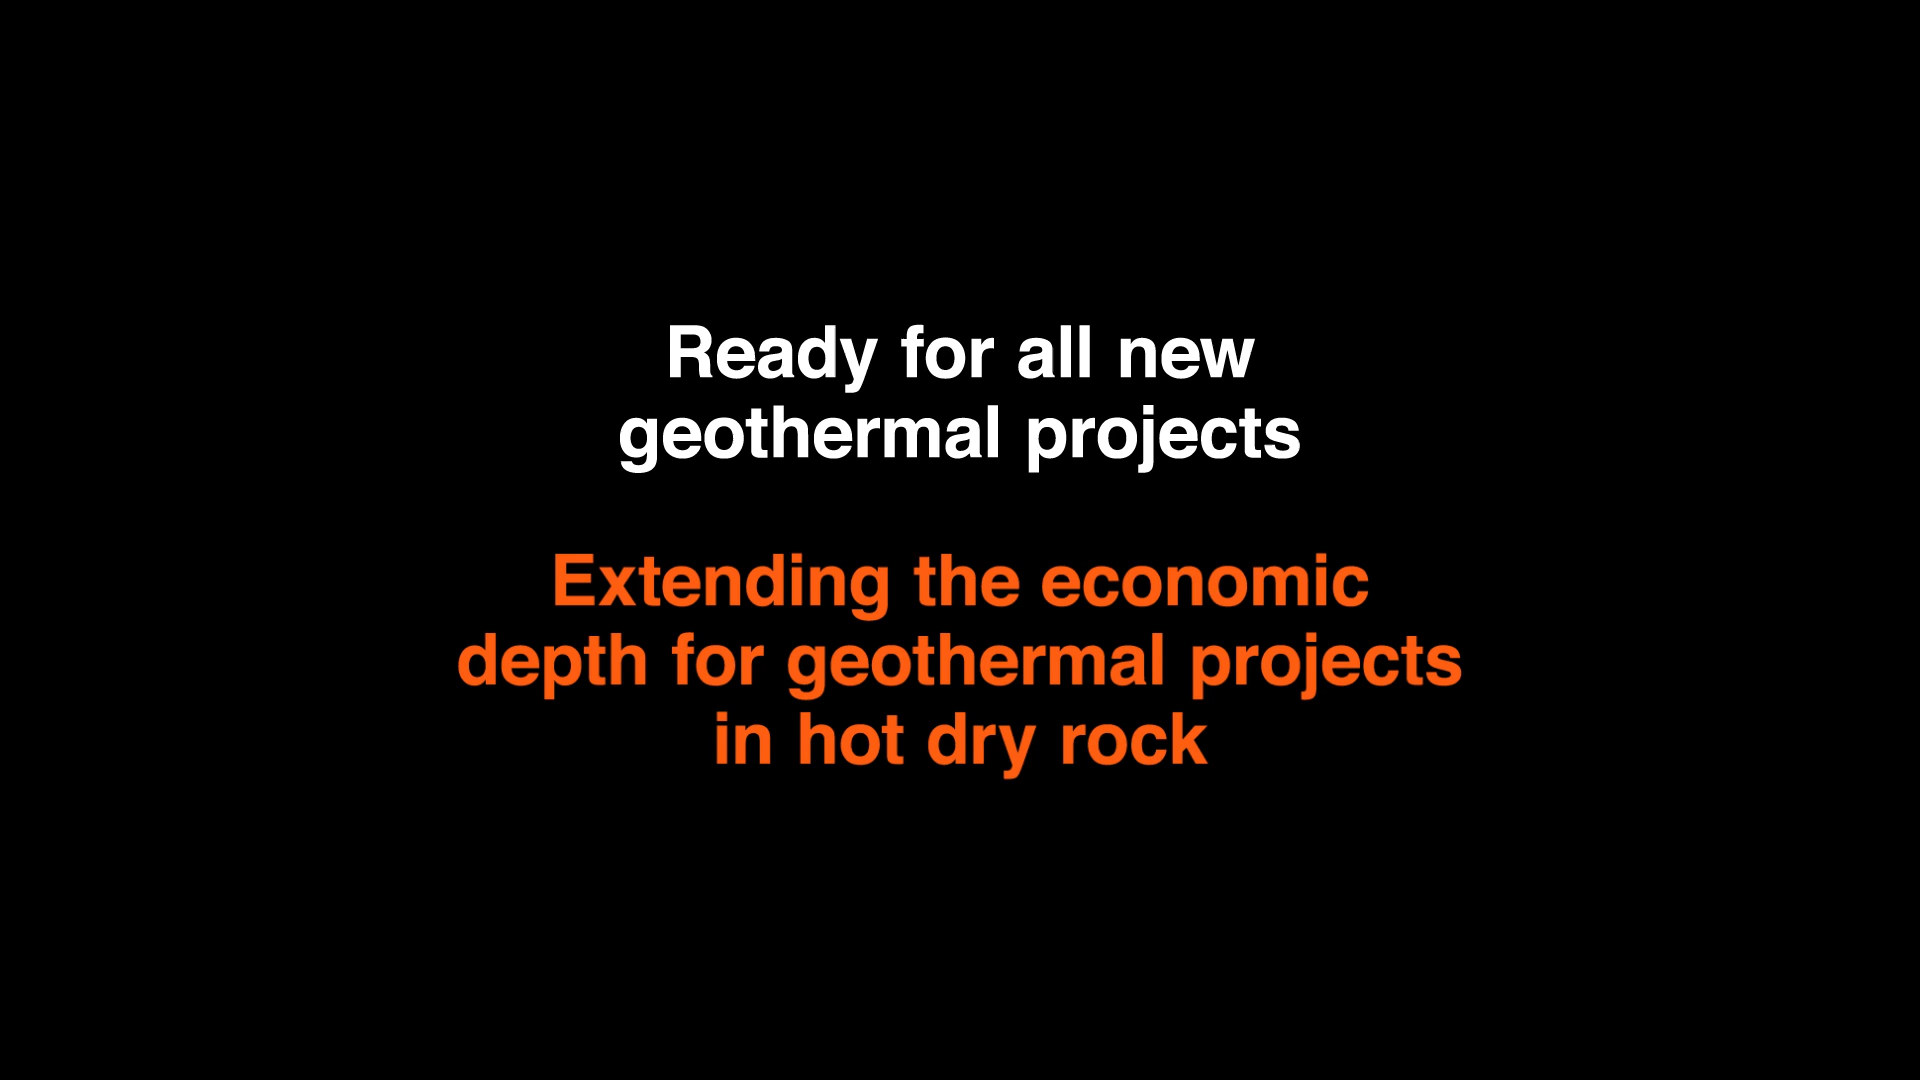 Ready for all new
geothermal projects
Extending the economic
depth for geothermal projects
in hot dry rock